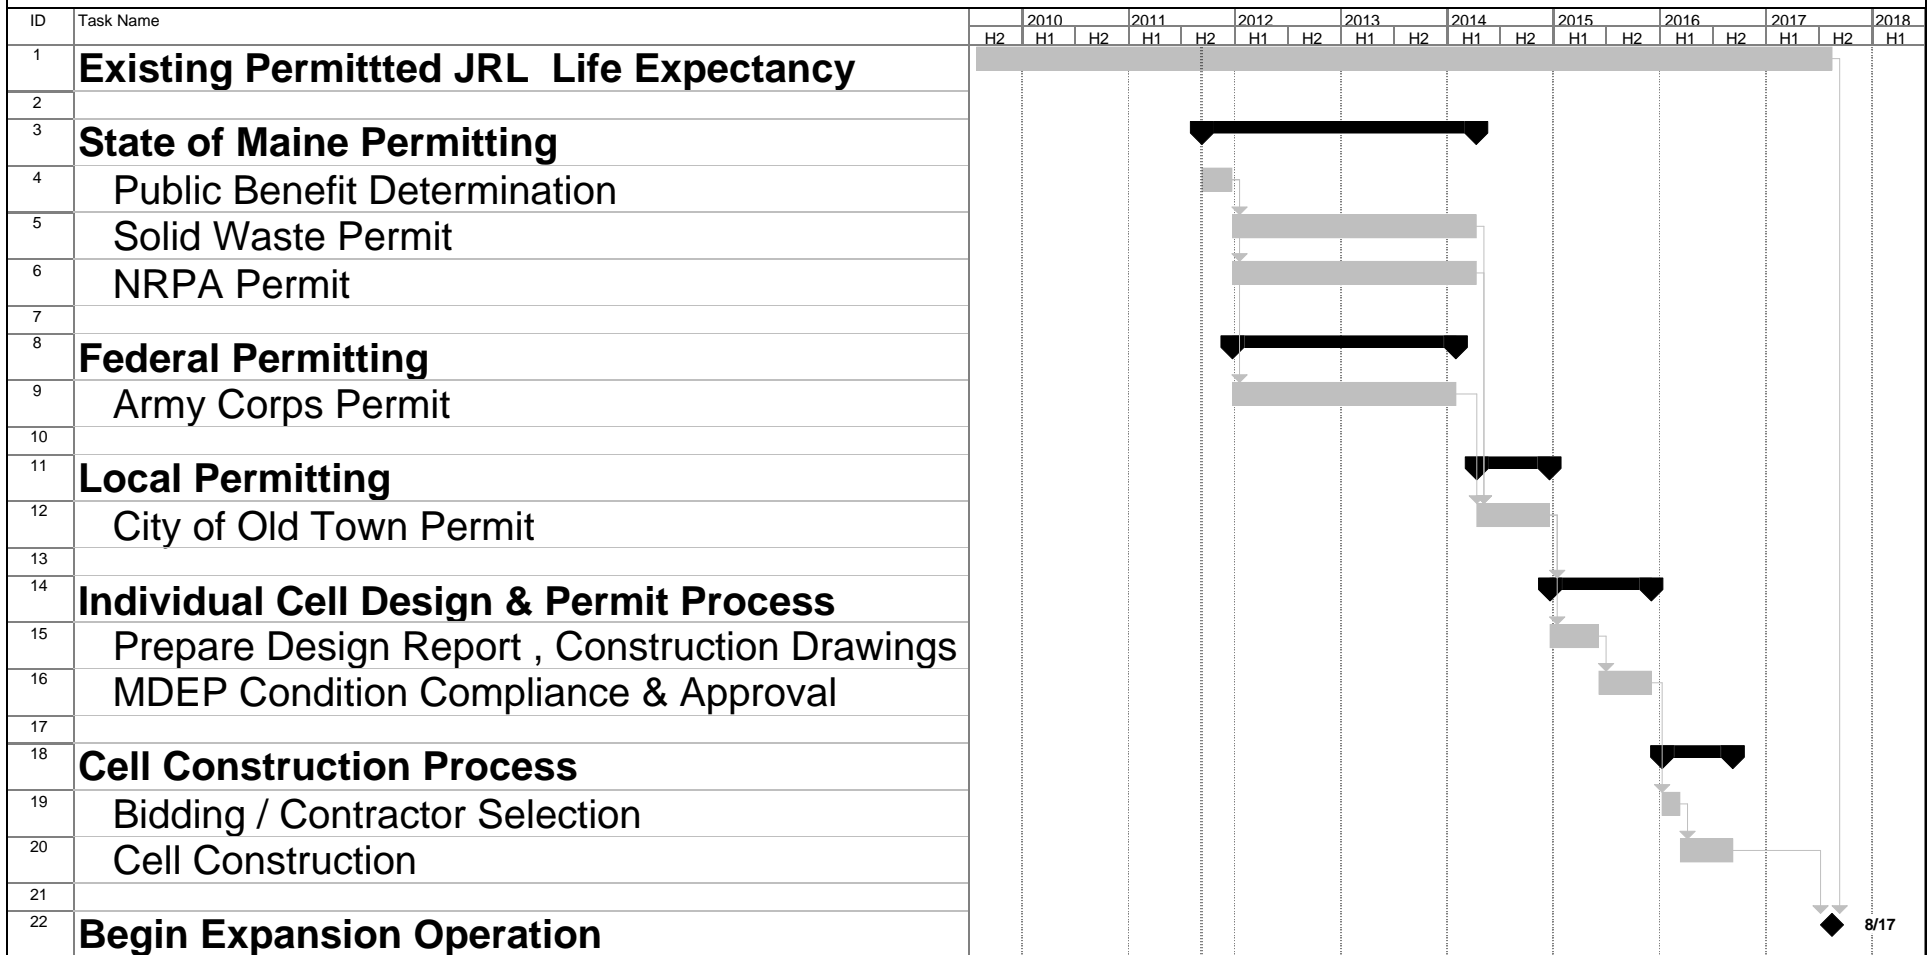 ID Task Name 2010 2011 2012 2013 2014 2015 2016 2017 2018
H2 H1 H2 H1 H2 H1 H2 H1 H2 H1 H2 H1 H2 H1 H2 H1 H2 H1
1 Existing Permittted JRL Life Expectancy
2
3 State of Maine Permitting
4 Public Benefit Determination
5 Solid Waste Permit
6 NRPA Permit
7
8 Federal Permitting
9 Army Corps Permit
10
11 Local Permitting
12 City of Old Town Permit
13
14 Individual Cell Design & Permit Process
15 Prepare Design Report , Construction Drawings
16 MDEP Condition Compliance & Approval
17
18 Cell Construction Process
19 Bidding / Contractor Selection
20 Cell Construction
21
22 Begin Expansion Operation 8/17